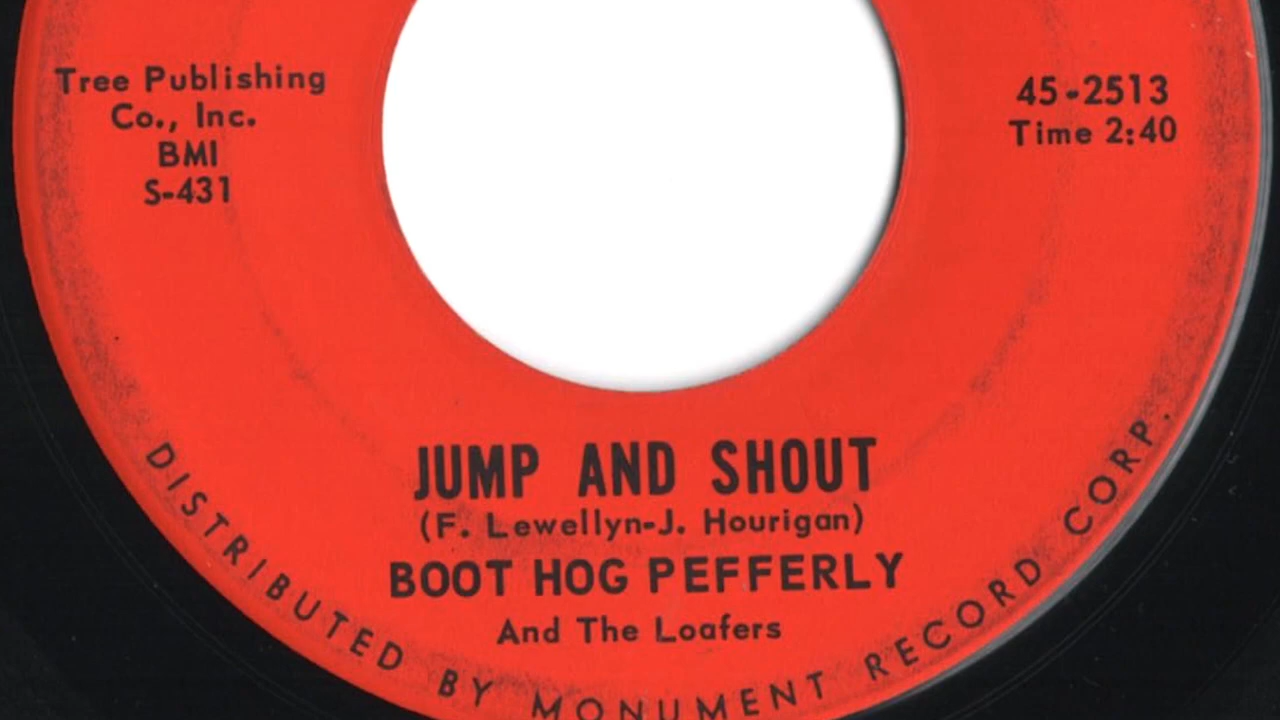 Tree Publishing
Co., Inc.
BMI
S-431
45-2513
Time 2:40
JUMP AND SHOUT
(F. Lewellyn-J. Hourigan)
BOOT HOG PEFFERLY
And The Loafers
DISTRIBUTED BY MONUMENT RECORD CORP.